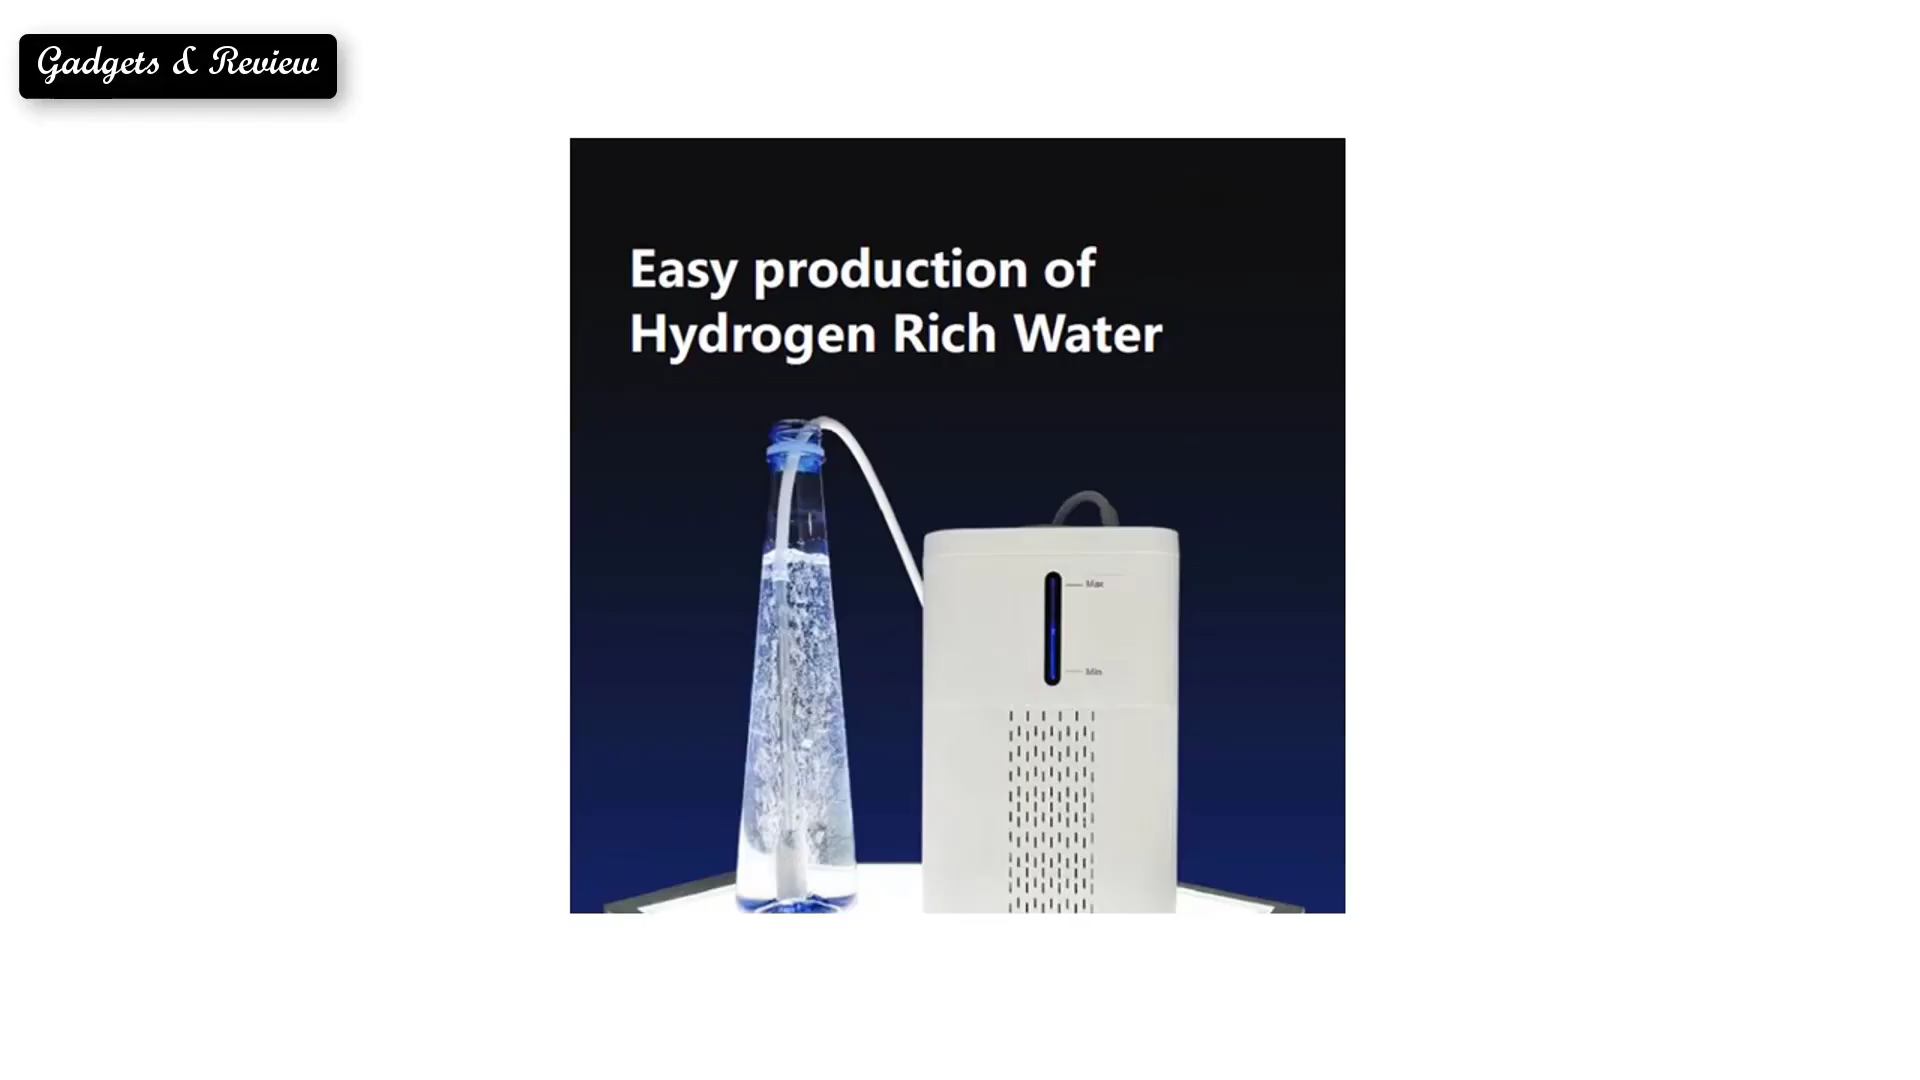 Gadgets & Review
Easy production of
Hydrogen Rich Water
Max
Min